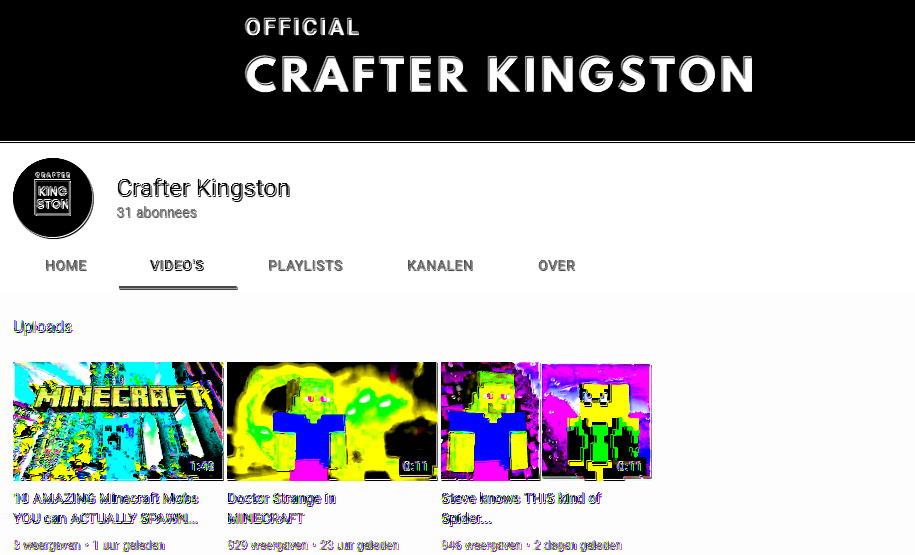 OFFICIAL
CRAFTER KINGSTON
CRAFTER
KING
STON
Crafter Kingston
31 abonnees
HOME VIDEO'S PLAYLISTS KANALEN OVER
Uploads
MINECRAFT
1:42 0:11 0:11
10 AMAZING Minecraft Mobs Doctor Strange in Steve knows THIS kind of
YOU can ACTUALLY SPAWN... MINECRAFT Spider...
3 weergaven • 1 uur geleden 529 weergaven • 23 uur geleden 546 weergaven • 2 dagen geleden